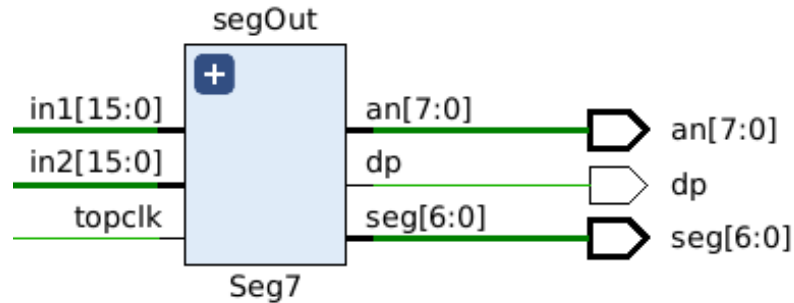 segOut
in1[15:0]
in2[15:0]
topclk
an[7:0]
dp
seg[6:0]
Seg7
an[7:0]
dp
seg[6:0]